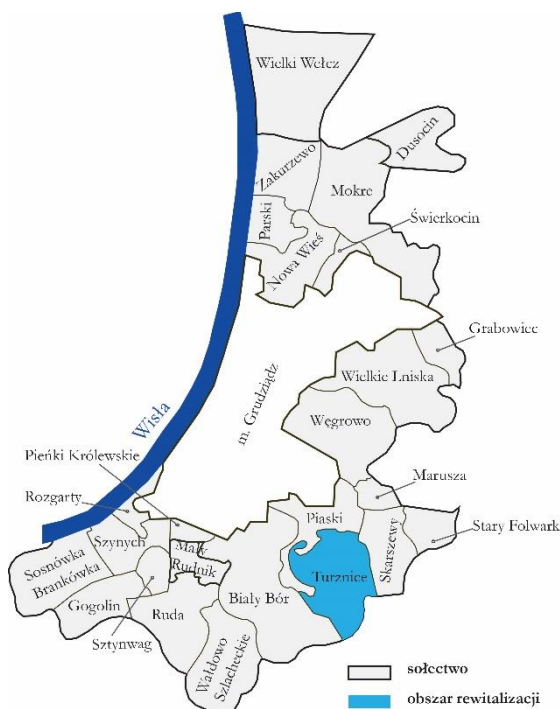 Wielki Wełcz
Dusocin
Zakurzewo
Mokre
Parski
Świerkocin
Nowa Wieś
Grabowiec
Wielkie Lniska
m. Grudziądz
Wisła
Węgrowo
Pieńki Królewskie
Marusza
Rozgarty
Piaski
Stary Folwark
Szynych
Mały
Rudnik
Skarszewy
Sosnówka
Brankówka
Turznice
Gogolin
Ruda
Biały Bór
Sztynwag
Wałdowo
Szlacheckie
sołectwo
obszar rewitalizacji